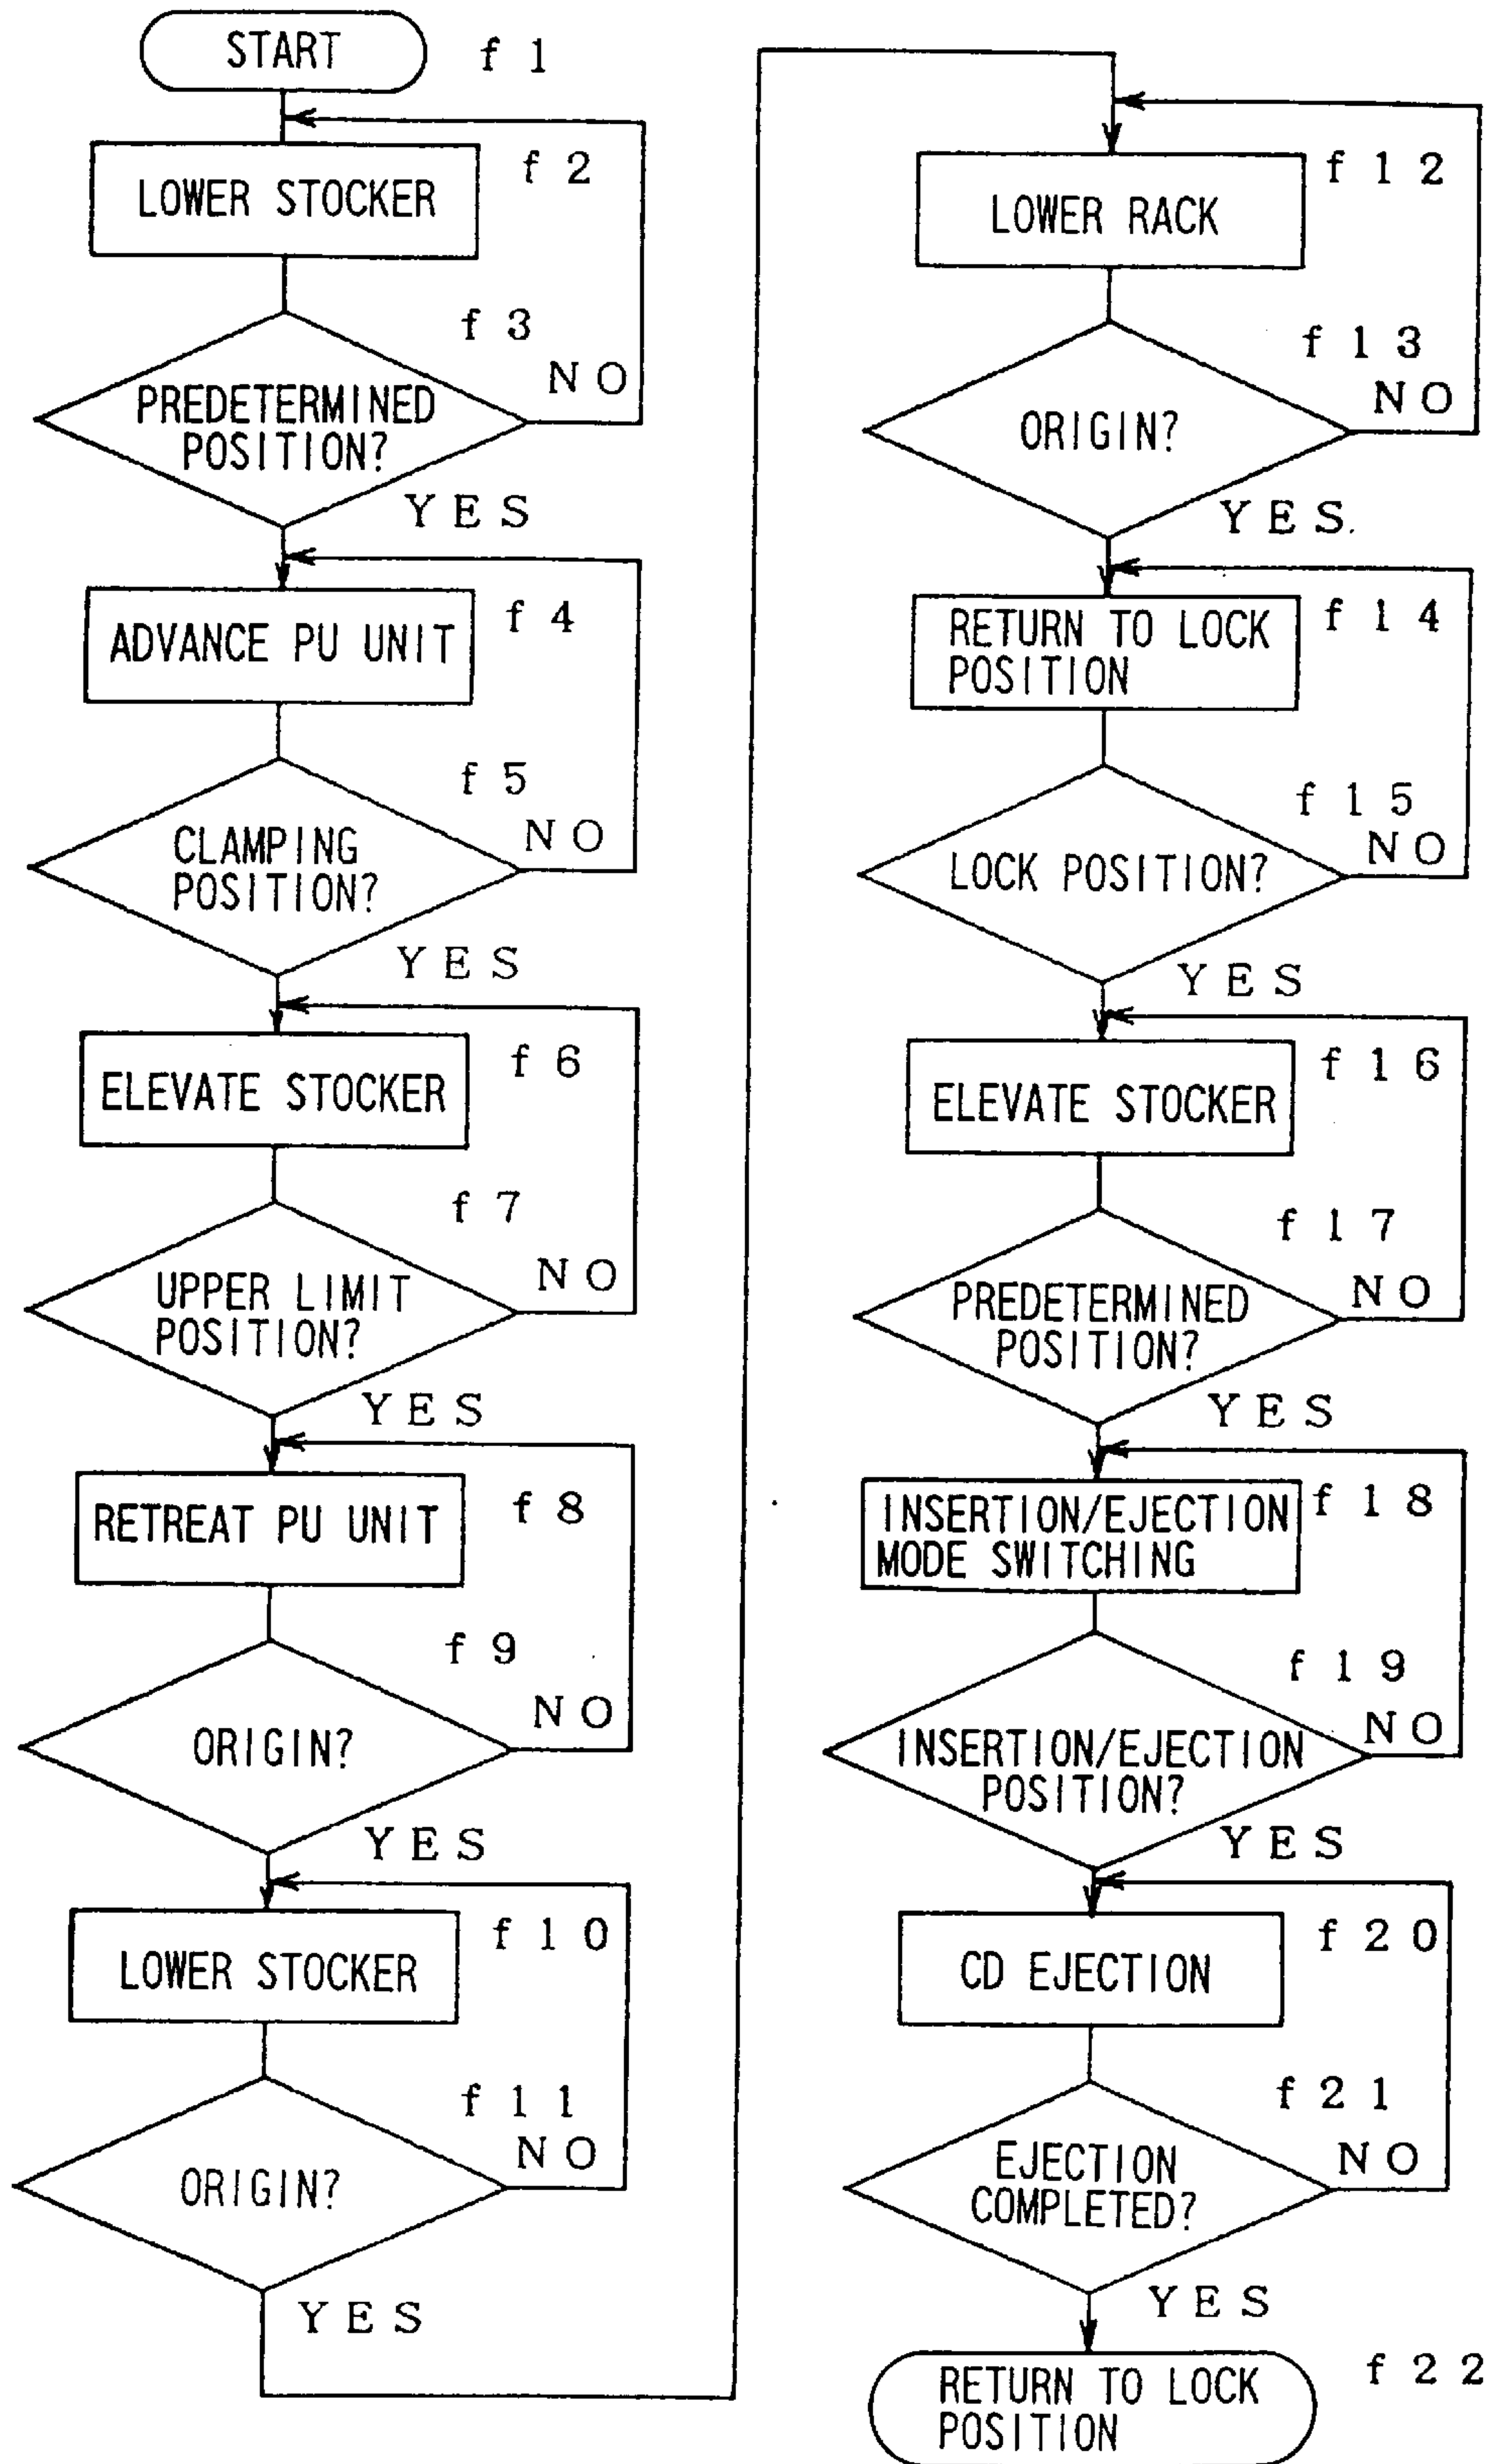 START
f 1
LOWER STOCKER
f 2
f 3
PREDETERMINED
POSITION?
NO
YES
ADVANCE PU UNIT
f 4
f 5
CLAMPING
POSITION?
NO
YES
ELEVATE STOCKER
f 6
f 7
UPPER LIMIT
POSITION?
NO
YES
RETREAT PU UNIT
f 8
f 9
ORIGIN?
NO
YES
LOWER STOCKER
f 10
f 11
ORIGIN?
NO
YES
LOWER RACK
f 12
f 13
ORIGIN?
NO
YES
RETURN TO LOCK
POSITION
f 14
f 15
LOCK POSITION?
NO
YES
ELEVATE STOCKER
f 16
f 17
PREDETERMINED
POSITION?
NO
YES
INSERTION/EJECTION
MODE SWITCHING
f 18
f 19
INSERTION/EJECTION
POSITION?
NO
YES
CD EJECTION
f 20
f 21
EJECTION
COMPLETED?
NO
YES
RETURN TO LOCK
POSITION
f 22